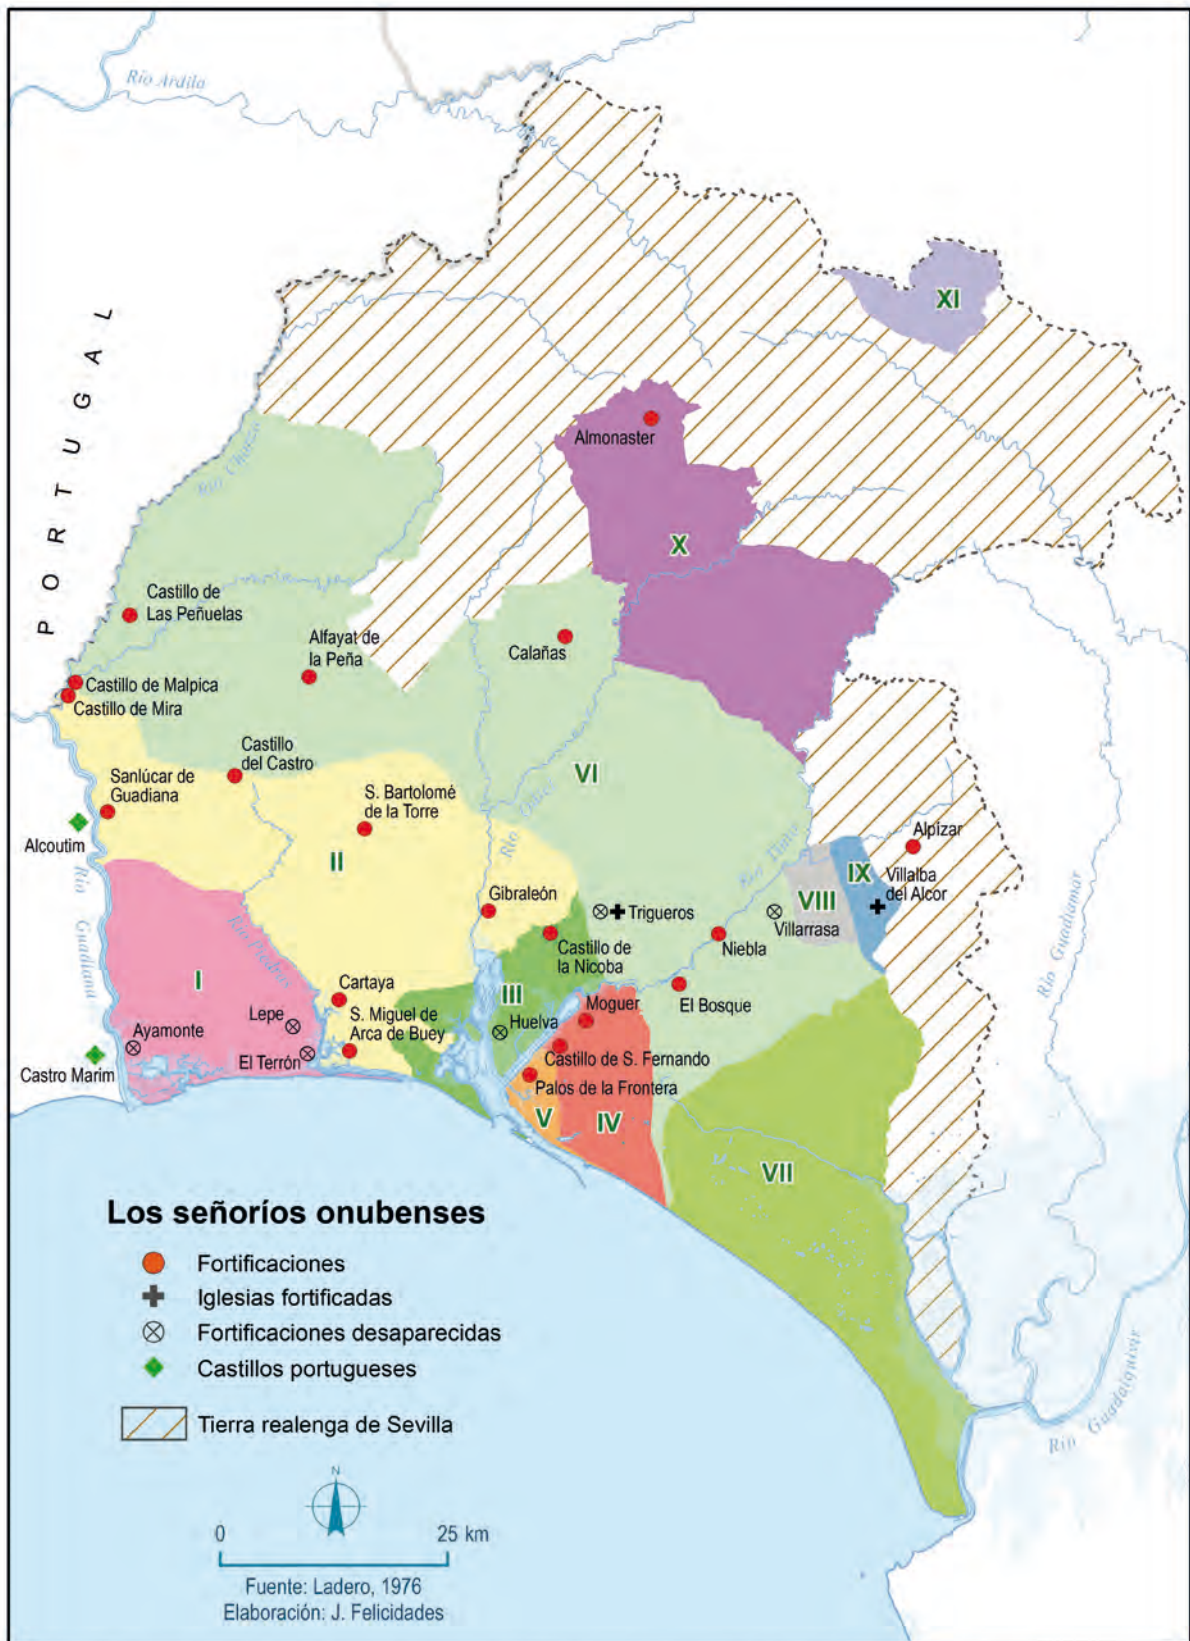 Río Ardila
PORTUGAL
XI
Almonaster
Río Chanza
X
Castillo de
Las Peñuelas
Alfayat de
la Peña
Calañas
Castillo de Malpica
Castillo de Mira
Castillo
del Castro
VI
Sanlúcar de
Guadiana
S. Bartolomé
de la Torre
Río Odiel
Alcoutim
Río Tinto
Alpizar
II
IX
Villalba
del Alcor
VIII
Río Guadiana
Gibraleón
Trigueros
Villarrasa
Río Guadiamar
Río Piedras
Castillo de
la Nicoba
Niebla
I
Cartaya
III
Moguer
El Bosque
Lepe
S. Miguel de
Arca de Buey
Huelva
Ayamonte
El Terrón
Castillo de S. Fernando
Castro Marim
Palos de la Frontera
V
IV
VII
Los señoríos onubenses
Fortificaciones
Iglesias fortificadas
Fortificaciones desaparecidas
Castillos portugueses
Tierra realenga de Sevilla
Río Guadalquivir
N
0 25 km
Fuente: Ladero, 1976
Elaboración: J. Felicidades